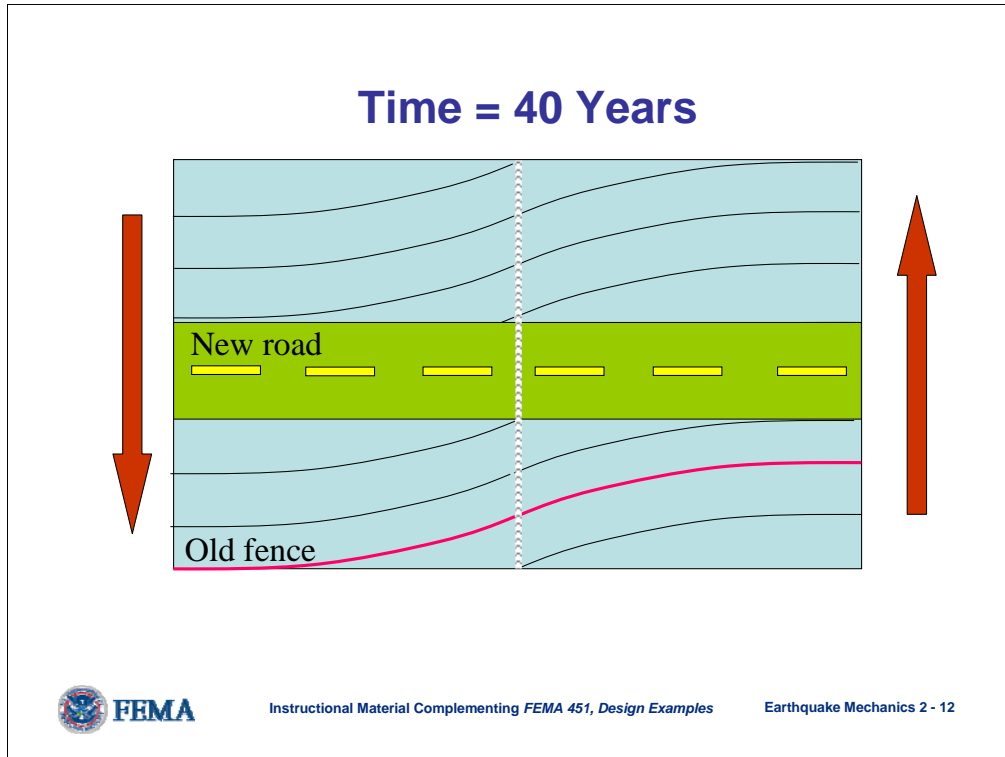 Time = 40 Years
New road
Old fence
FEMA
Instructional Material Complementing FEMA 451, Design Examples
Earthquake Mechanics 2 - 12